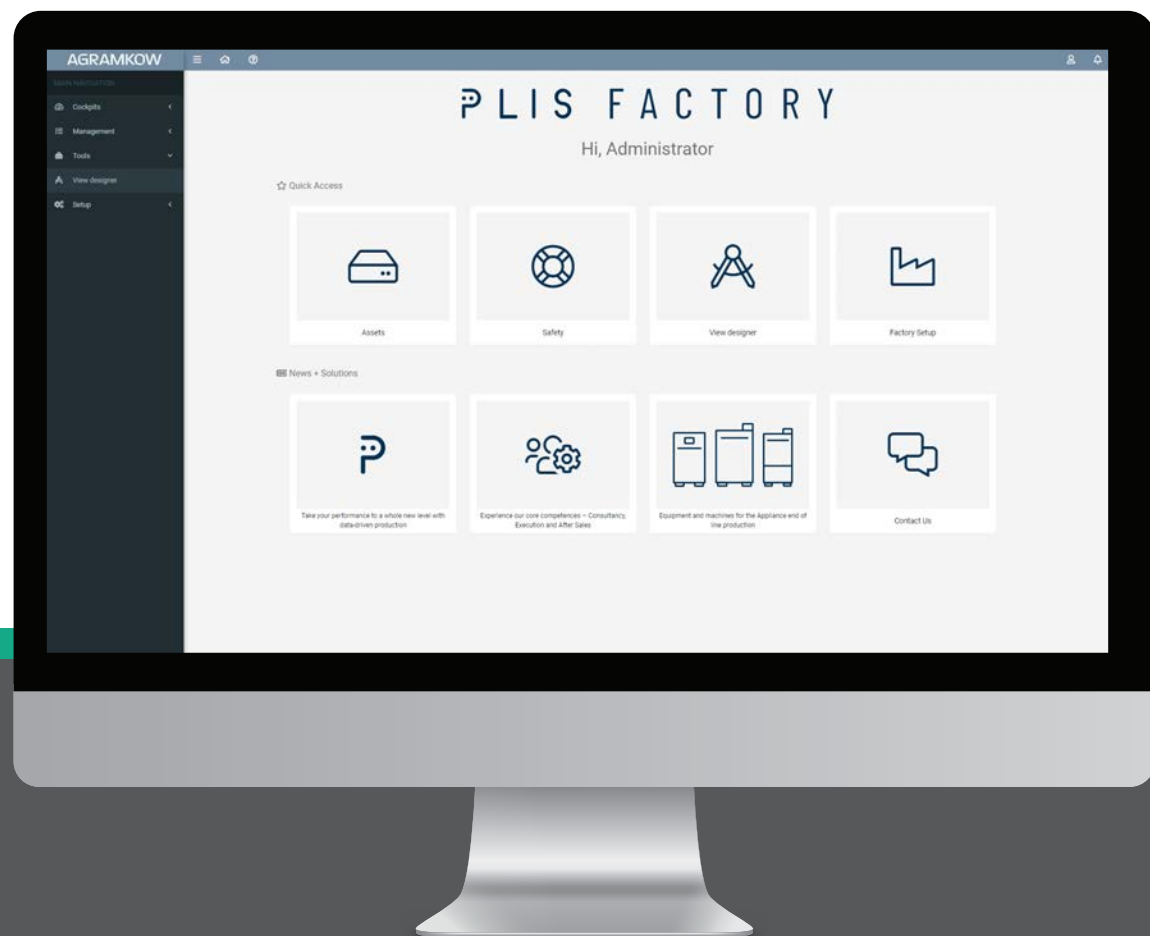 AGRAMKOW
MAIN NAVIGATION
Cockpits
Management
Tools
View designer
Setup
PLIS FACTORY
Hi, Administrator
Quick Access
Assets
Safety
View designer
Factory Setup
News + Solutions
Take your performance to a whole new level with
data-driven production
Experience our core competences – Consultancy,
Execution and After Sales
Equipment and machines for the Appliance end of
line production
Contact Us